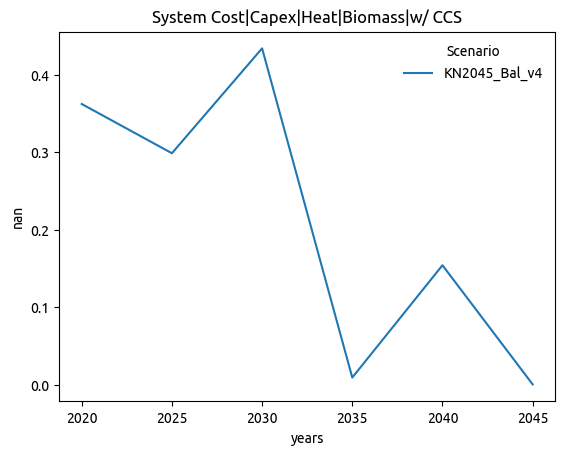 System Cost|Capex|Heat|Biomass|w/ CCS
Scenario
KN2045_Bal_v4
0.4
0.3
0.2
0.1
0.0
nan
2020 2025 2030 2035 2040 2045
years